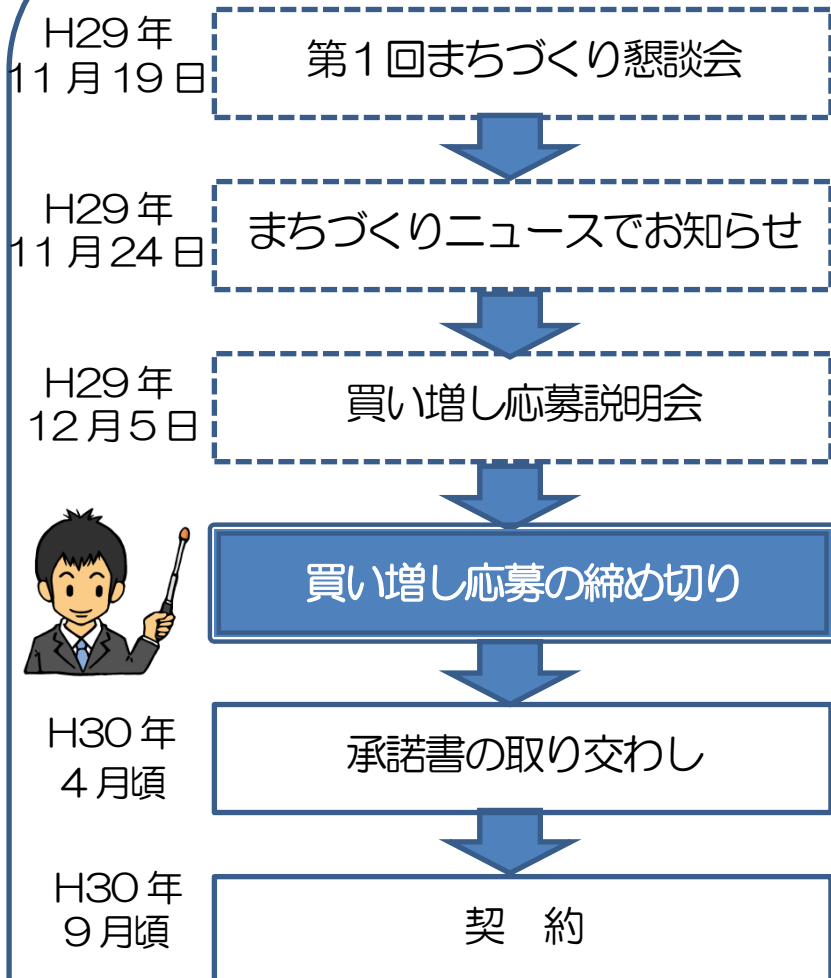 H29年
11月19日
第1回まちづくり懇談会
H29年
11月24日
まちづくりニュースでお知らせ
H29年
12月5日
買い増し応募説明会
買い増し応募の締め切り
H30年
4月頃
承諾書の取り交わし
H30年
9月頃
契　約